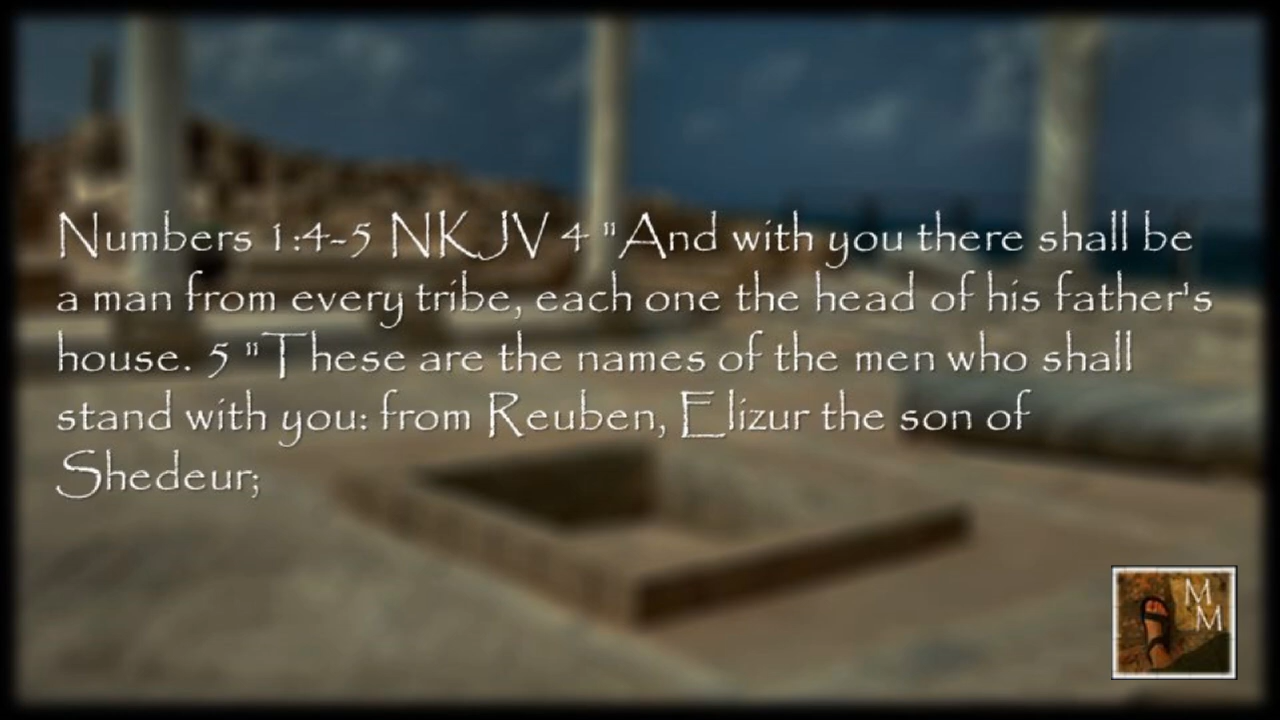 Numbers 1:4-5 NKJV 4 "And with you there shall be
a man from every tribe, each one the head of his father's
house. 5 "These are the names of the men who shall
stand with you: from Reuben, Elizur the son of
Shedeur;
M
M